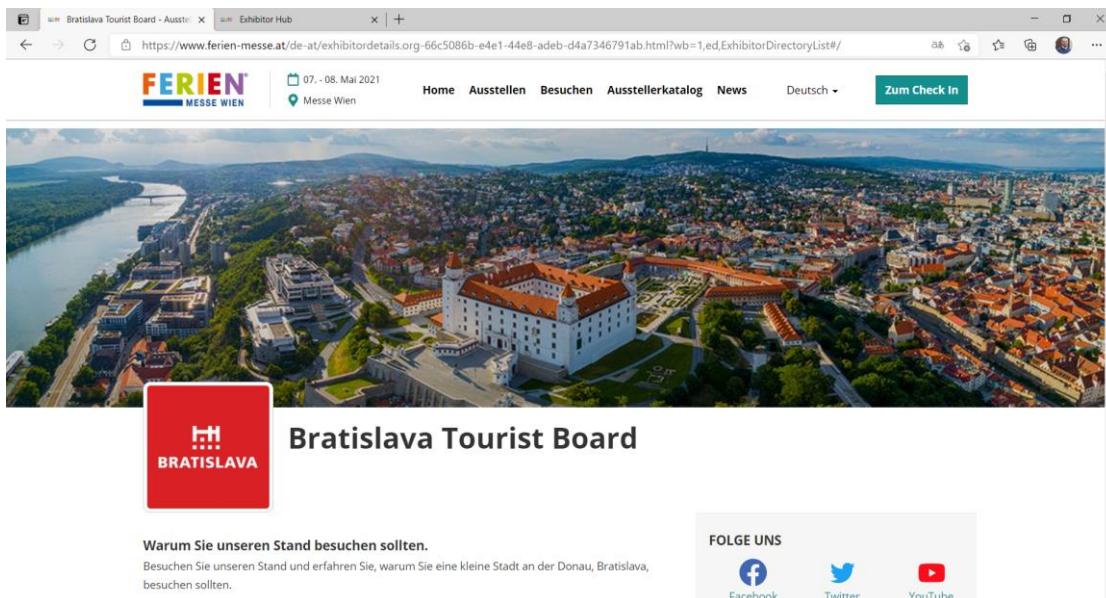 Bratislava Tourist Board -Ausstel
Exhibitor Hub
https://www.ferien-messe.at/de-at/exhibitordetails.org-66c5086b-e4e1-44e8-adeb-d4a7346791ab.html?wb=1,ed,ExhibitorDirectoryList#/
FERIEN
MESSE WIEN
07. - 08. Mai 2021
Messe Wien
Home Ausstellen Besuchen Ausstellerkatalog News Deutsch Zum Check In
BRATISLAVA
Bratislava Tourist Board
Warum Sie unseren Stand besuchen sollten.
Besuchen Sie unseren Stand und erfahren Sie, warum Sie eine kleine Stadt an der Donau, Bratislava,
besuchen sollten.
FOLGE UNS
Facebook Twitter YouTube